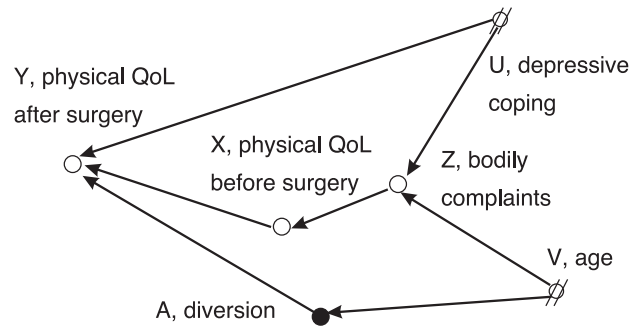 Y, physical QoL
after surgery
U, depressive
coping
X, physical QoL
before surgery
Z, bodily
complaints
V, age
A, diversion